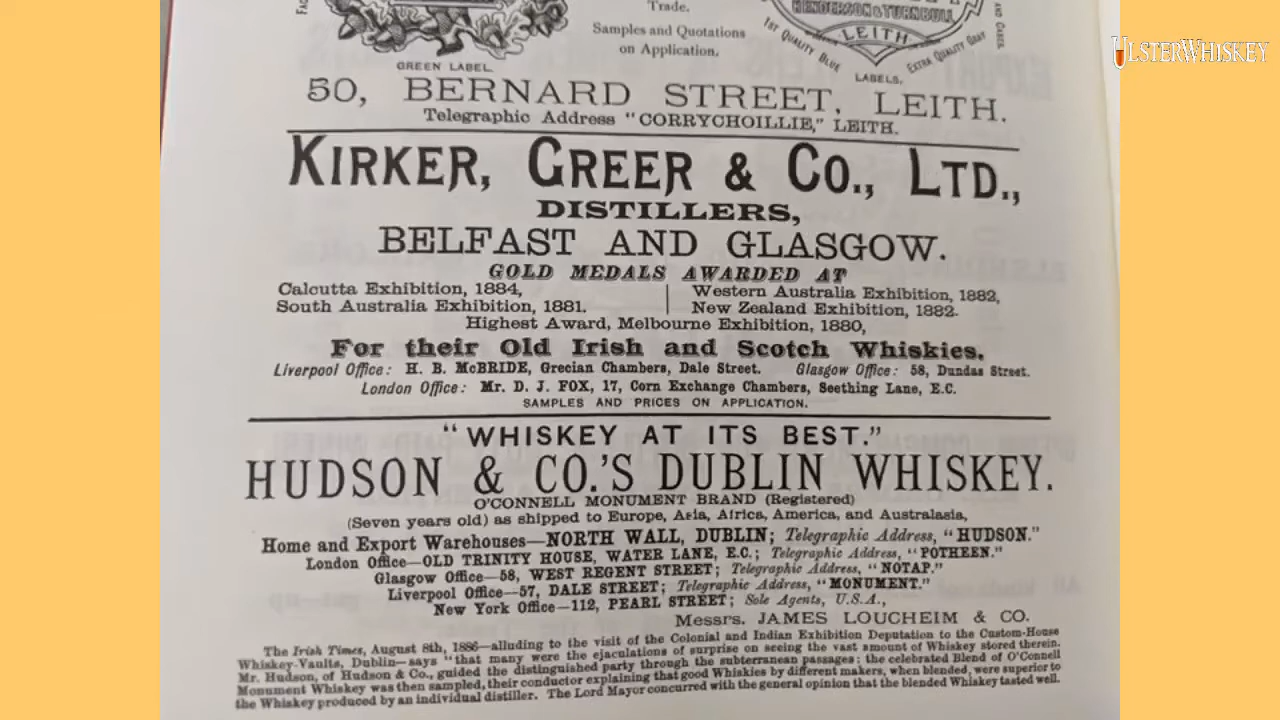 Trade.
Samples and Quotations
on Application.
HENDERSON & TURNBULL
LEITH
1ST QUALITY BLUE
EXTRA QUALITY GRAY
LABELS.
GREEN LABEL.
ULSTERWHISKEY
50, BERNARD STREET, LEITH.
Telegraphic Address "CORRYCHOILLIE," LEITH.
KIRKER, GREER & CO., LTD.,
DISTILLERS,
BELFAST AND GLASGOW.
GOLD MEDALS AWARDED AT
Calcutta Exhibition, 1884,
South Australia Exhibition, 1881.
Western Australia Exhibition, 1882,
New Zealand Exhibition, 1882.
Highest Award, Melbourne Exhibition, 1880,
For their Old Irish and Scotch Whiskies.
Liverpool Office: H. B. McBRIDE, Grecian Chambers, Dale Street. Glasgow Office: 58, Dundas Street.
London Office: Mr. D. J. FOX, 17, Corn Exchange Chambers, Seething Lane, E.C.
SAMPLES AND PRICES ON APPLICATION.
"WHISKEY AT ITS BEST."
HUDSON & CO.'S DUBLIN WHISKEY.
O'CONNELL MONUMENT BRAND (Registered)
(Seven years old) as shipped to Europe, Asia, Africa, America, and Australasia,
Home and Export Warehouses—NORTH WALL, DUBLIN; Telegraphic Address, "HUDSON."
London Office—OLD TRINITY HOUSE, WATER LANE, E.C.; Telegraphic Address, "POTHEEN."
Glasgow Office—58, WEST REGENT STREET; Telegraphic Address, "NOTAP."
Liverpool Office—57, DALE STREET; Telegraphic Address, "MONUMENT."
New York Office—112, PEARL STREET; Sole Agents, U.S.A.,
Messrs. JAMES LOUCHEIM & CO.
The Irish Times, August 8th, 1886—alluding to the visit of the Colonial and Indian Exhibition Deputation to the Custom-House
Whiskey-Vaults, Dublin—says "that many were the ejaculations of surprise on seeing the vast amount of Whiskey stored therein.
Mr. Hudson, of Hudson & Co., guided the distinguished party through the subterranean passages: the celebrated Blend of O'Connell
Monument Whiskey was then sampled, their conductor explaining that good Whiskies by different makers, when blended, were superior to
the Whiskey produced by an individual distiller. The Lord Mayor concurred with the general opinion that the blended Whiskey tasted well.